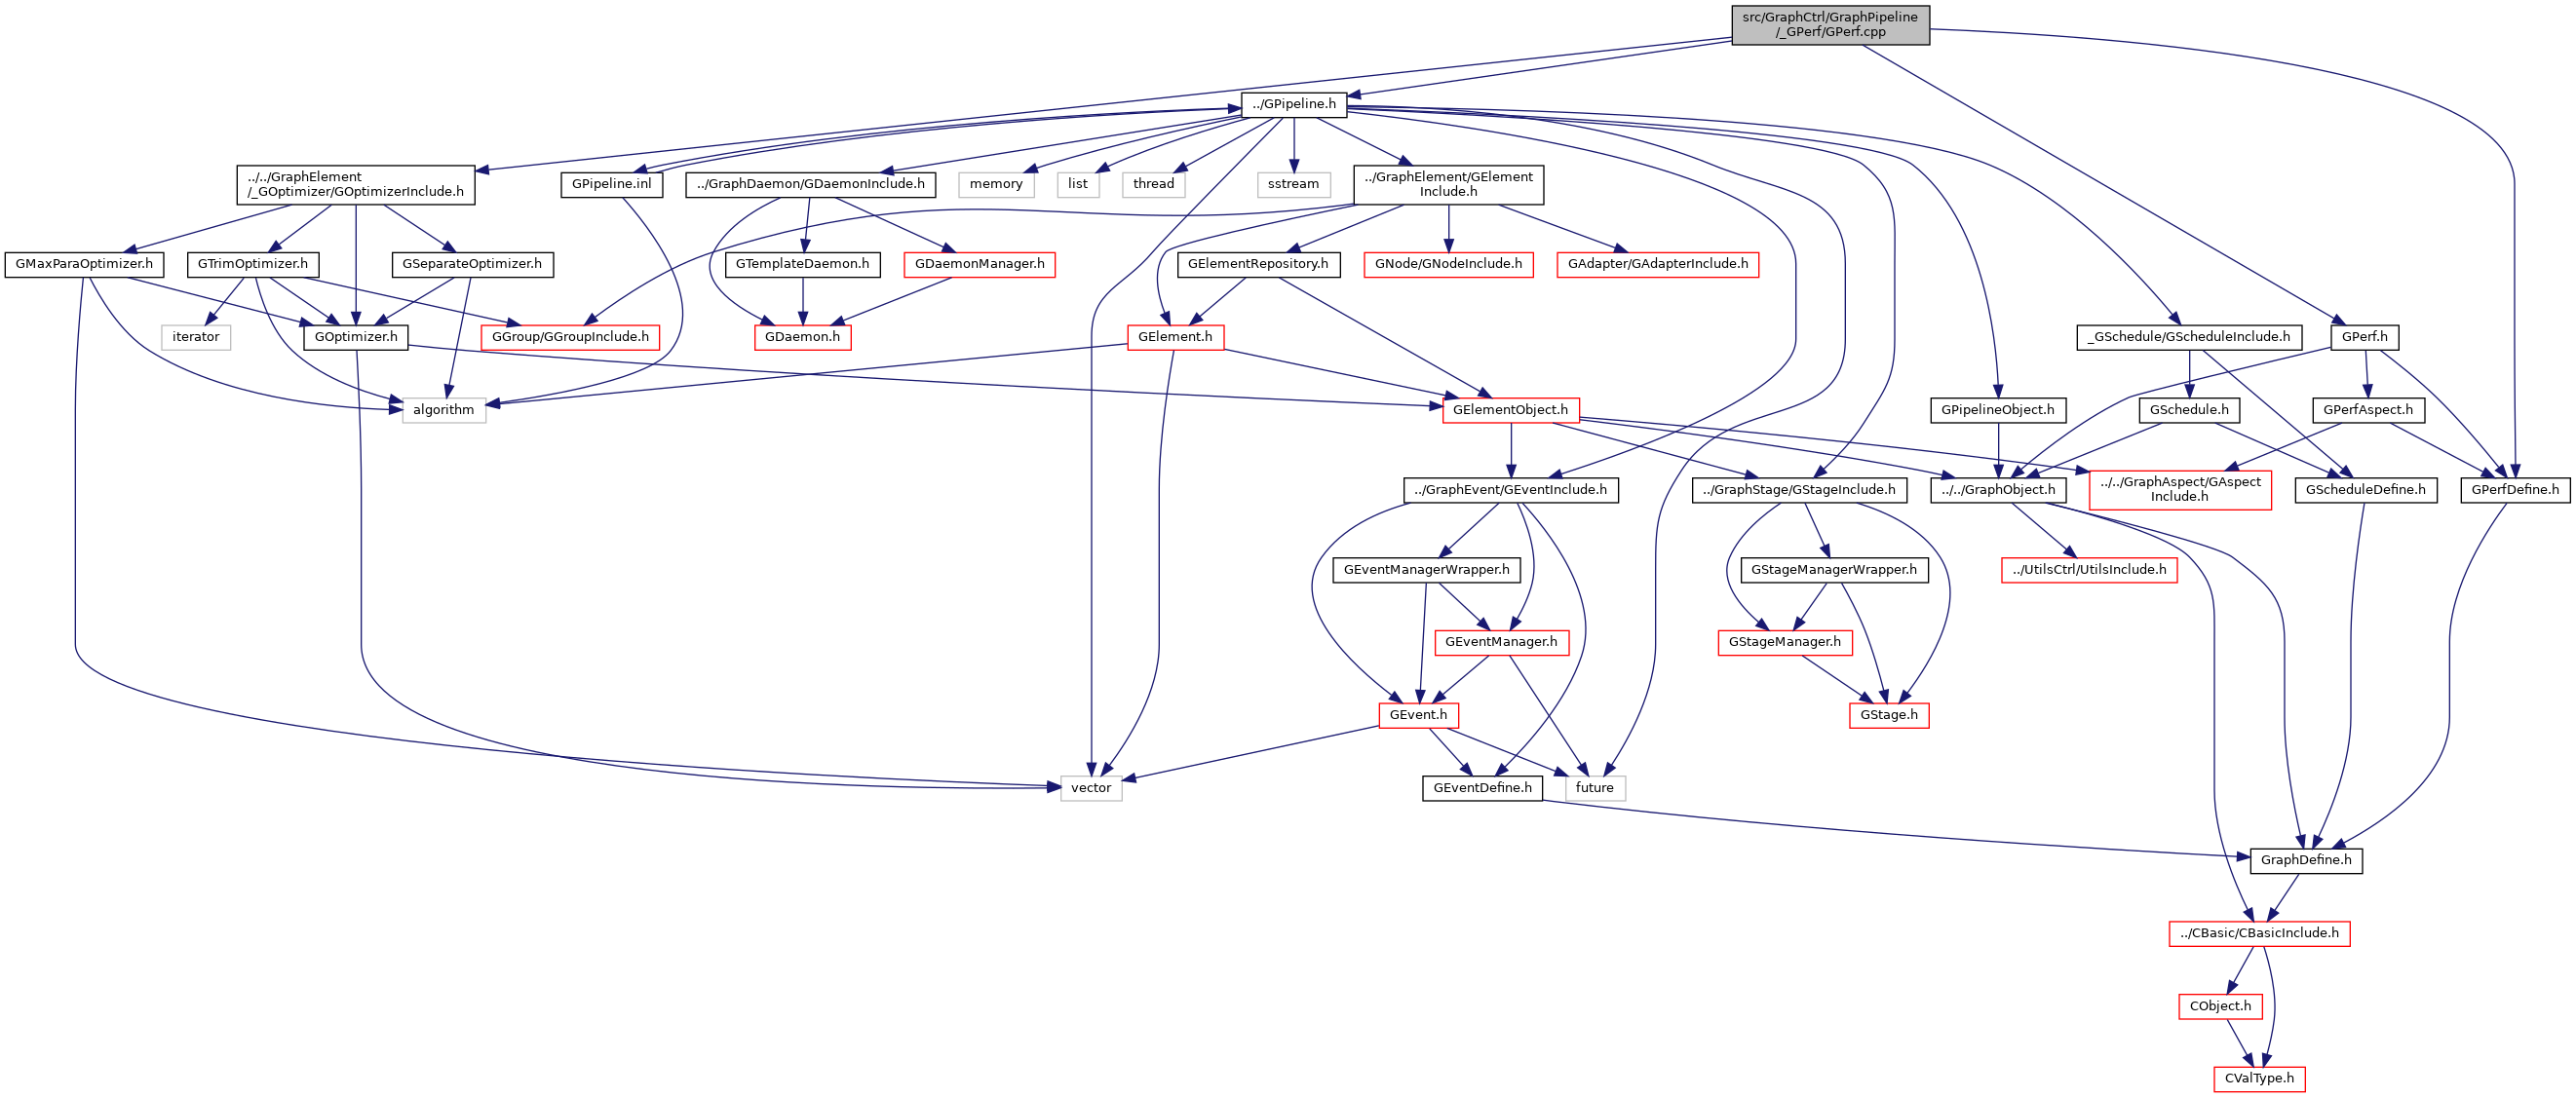 src/GraphCtrl/GraphPipeline
/_GPerf/GPerf.cpp
../GPipeline.h
../../GraphElement
/_GOptimizer/GOptimizerInclude.h
GPipeline.inl
../GraphDaemon/GDaemonInclude.h
memory
list
thread
sstream
../GraphElement/GElement
Include.h
GMaxParaOptimizer.h
GTrimOptimizer.h
GSeparateOptimizer.h
GTemplateDaemon.h
GDaemonManager.h
GElementRepository.h
GNode/GNodeInclude.h
GAdapter/GAdapterInclude.h
iterator
GOptimizer.h
GGroup/GGroupInclude.h
GDaemon.h
GElement.h
_GSchedule/GScheduleInclude.h
GPerf.h
algorithm
GElementObject.h
GPipelineObject.h
GSchedule.h
GPerfAspect.h
../GraphEvent/GEventInclude.h
../GraphStage/GStageInclude.h
../../GraphObject.h
../../GraphAspect/GAspect
Include.h
GScheduleDefine.h
GPerfDefine.h
GEventManagerWrapper.h
GStageManagerWrapper.h
../UtilsCtrl/UtilsInclude.h
GEventManager.h
GStageManager.h
GEvent.h
GStage.h
vector
GEventDefine.h
future
GraphDefine.h
../CBasic/CBasicInclude.h
CObject.h
CValType.h